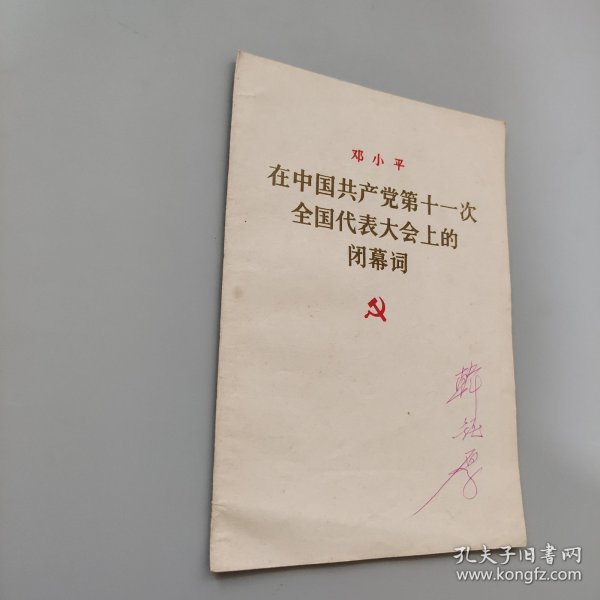 邓小平
在中国共产党第十一次
全国代表大会上的
闭幕词
韩
孔夫子旧书网
www.kongfz.com